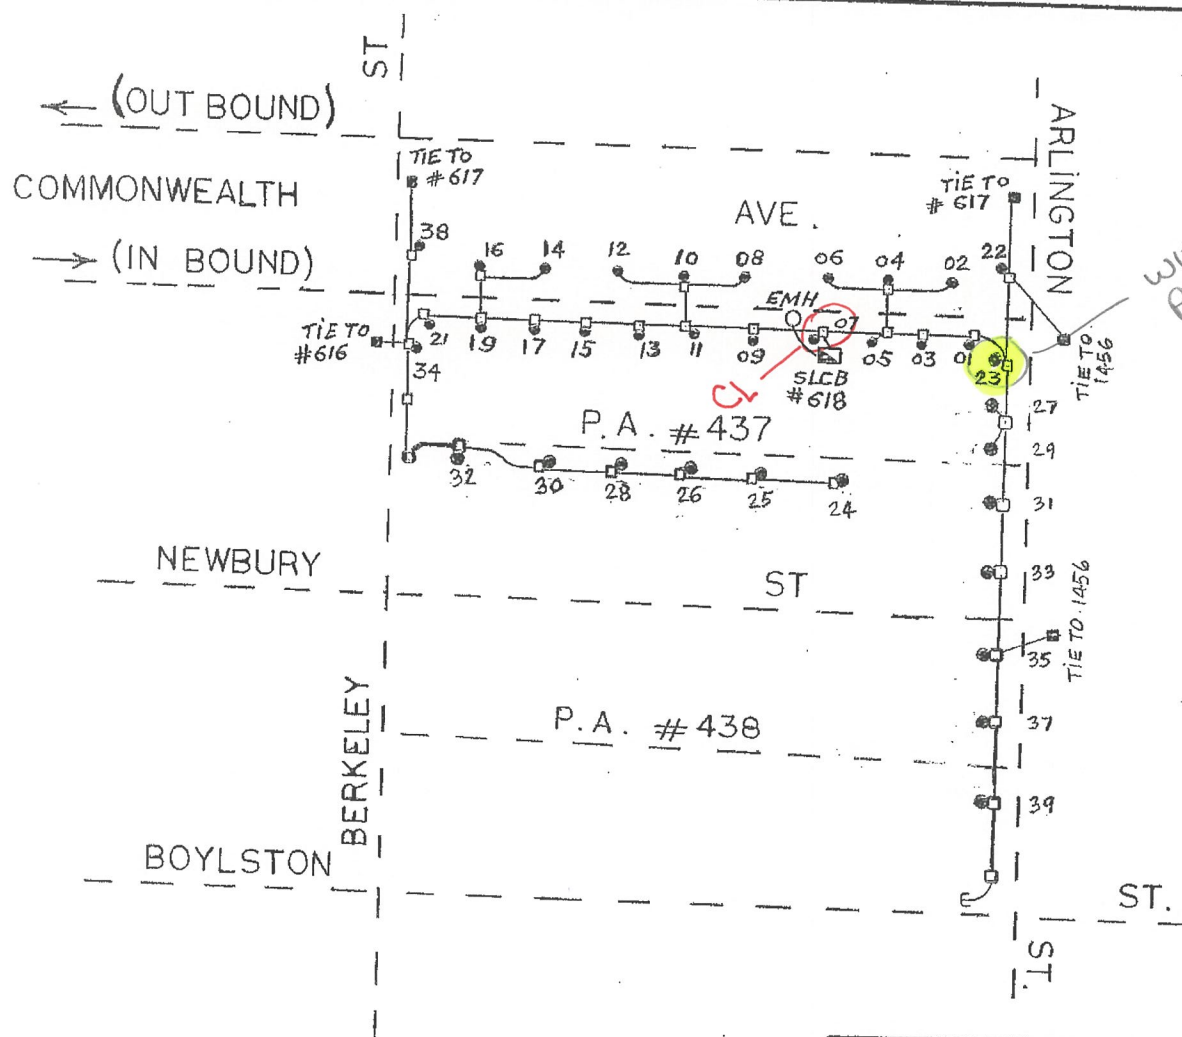 ST
(OUT BOUND)
ARLINGTON
TIE TO
#617
COMMONWEALTH
TIE TO
# 617
AVE.
38
16
14
12
10
08
06
04
02
22
(IN BOUND)
EMH
07
TIE TO
#616
21
19
17
15
13
11
09
05
03
01
23
TIE TO
1456
SLCB
#618
CL
34
27
P.A. #437
29
32
30
28
26
25
24
31
NEWBURY
ST
33
TIE TO 1456
35
BERKELEY
P.A. #438
37
39
BOYLSTON
ST.
ST.